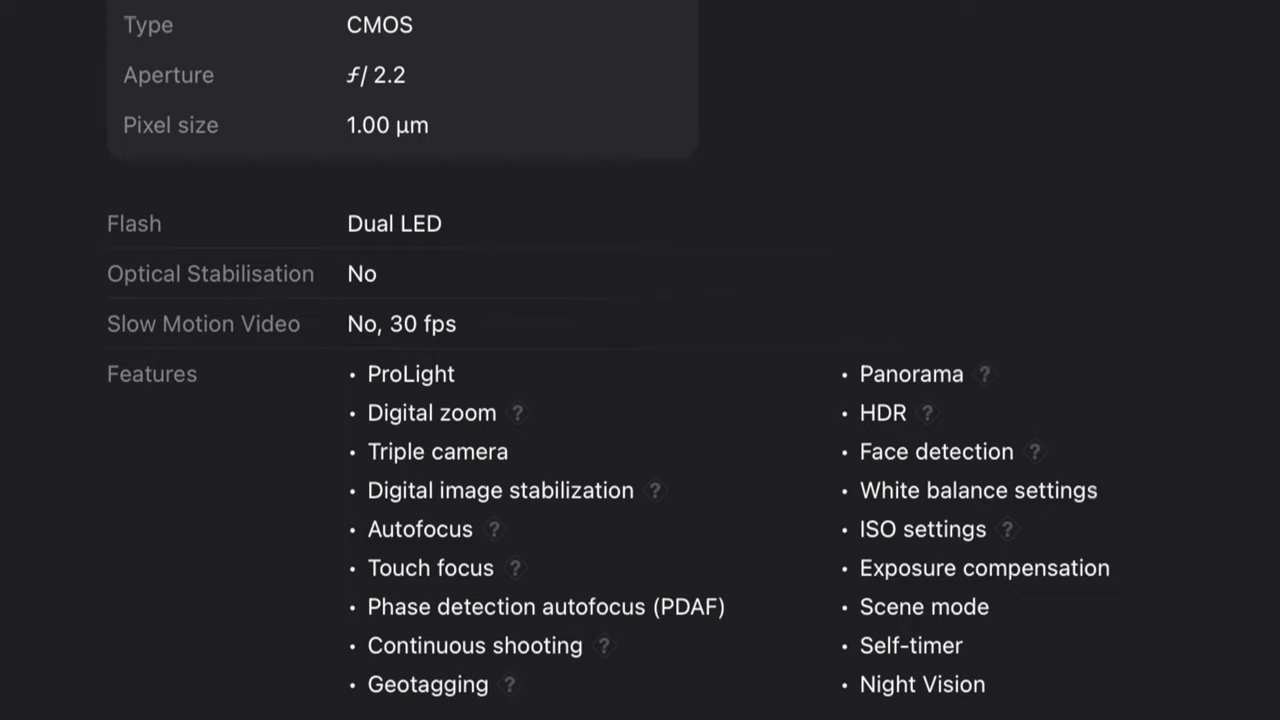 Type CMOS
Aperture ƒ/ 2.2
Pixel size 1.00 µm
Flash Dual LED
Optical Stabilisation No
Slow Motion Video No, 30 fps
Features • ProLight • Panorama ?
• Digital zoom ? • HDR ?
• Triple camera • Face detection ?
• Digital image stabilization ? • White balance settings
• Autofocus ? • ISO settings ?
• Touch focus ? • Exposure compensation
• Phase detection autofocus (PDAF) • Scene mode
• Continuous shooting ? • Self-timer
• Geotagging ? • Night Vision